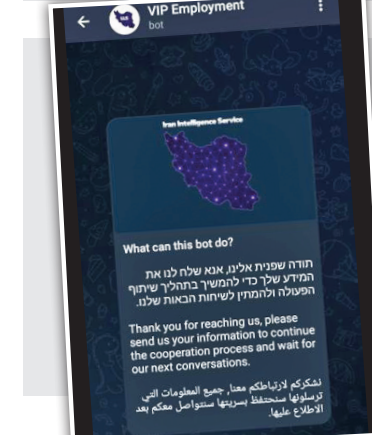 VIP Employment
bot
Iran Intelligence Service
What can this bot do?
תודה שפנית אלינו, אנא שלח לנו את
המידע שלך כדי להמשיך בתהליך שיתוף
הפעולה ולהמתין לשיחות הבאות שלנו.
Thank you for reaching us, please
send us your information to continue
the cooperation process and wait for
our next conversations.
نشكركم لارتباطكم معنا, جميع المعلومات التي
ترسلونها سنحتفظ بسريتها سنتواصل معكم بعد
الاطلاع عليها.